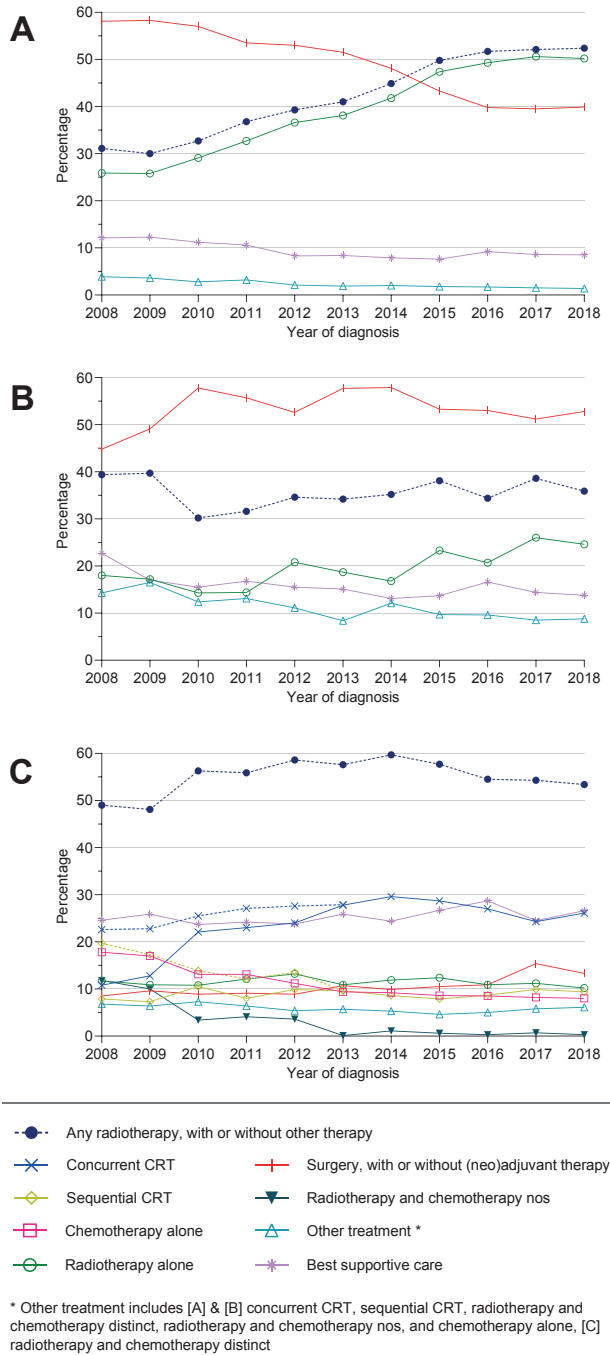 A
60
50
40
30
20
10
0
Percentage
2008 2009 2010 2011 2012 2013 2014 2015 2016 2017 2018
Year of diagnosis
B
60
50
40
30
20
10
0
Percentage
2008 2009 2010 2011 2012 2013 2014 2015 2016 2017 2018
Year of diagnosis
C
60
50
40
30
20
10
0
Percentage
2008 2009 2010 2011 2012 2013 2014 2015 2016 2017 2018
Year of diagnosis
Any radiotherapy, with or without other therapy
Concurrent CRT
Surgery, with or without (neo)adjuvant therapy
Sequential CRT
Radiotherapy and chemotherapy nos
Chemotherapy alone
Other treatment *
Radiotherapy alone
Best supportive care
* Other treatment includes [A] & [B] concurrent CRT, sequential CRT, radiotherapy and
chemotherapy distinct, radiotherapy and chemotherapy nos, and chemotherapy alone, [C]
radiotherapy and chemotherapy distinct